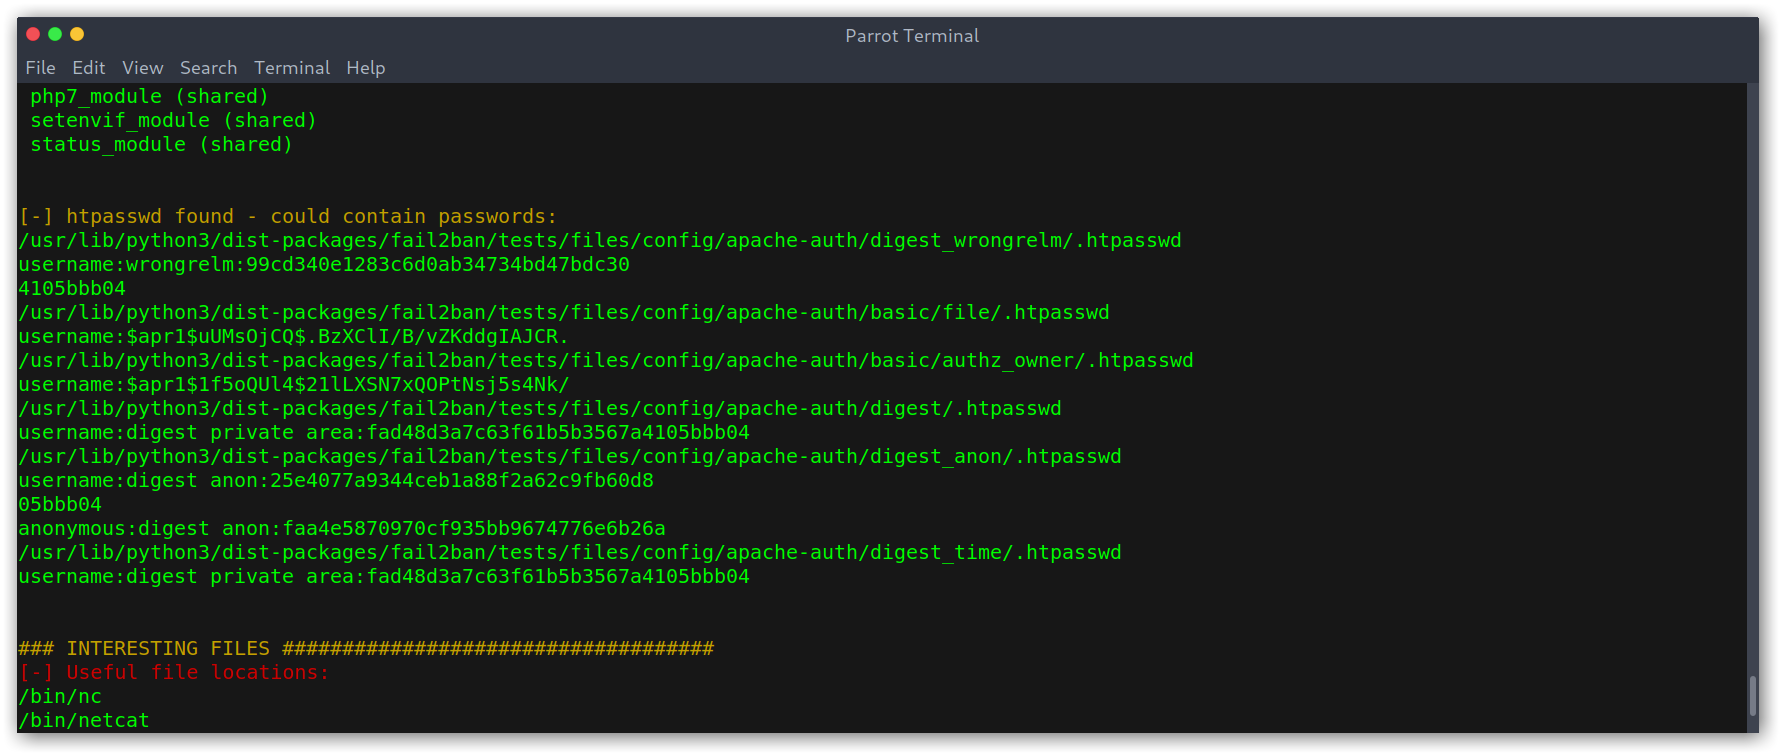 Parrot Terminal
File Edit View Search Terminal Help
php7_module (shared)
setenvif_module (shared)
status_module (shared)
[-] htpasswd found - could contain passwords:
/usr/lib/python3/dist-packages/fail2ban/tests/files/config/apache-auth/digest_wrongrelm/.htpasswd
username:wrongrelm:99cd340e1283c6d0ab34734bd47bdc30
4105bbb04
/usr/lib/python3/dist-packages/fail2ban/tests/files/config/apache-auth/basic/file/.htpasswd
username:$apr1$uUMsOjCQ$.BzXClI/B/vZKddgIAJCR.
/usr/lib/python3/dist-packages/fail2ban/tests/files/config/apache-auth/basic/authz_owner/.htpasswd
username:$apr1$1f5oQUl4$21lLXSN7xQOPtNsj5s4Nk/
/usr/lib/python3/dist-packages/fail2ban/tests/files/config/apache-auth/digest/.htpasswd
username:digest private area:fad48d3a7c63f61b5b3567a4105bbb04
/usr/lib/python3/dist-packages/fail2ban/tests/files/config/apache-auth/digest_anon/.htpasswd
username:digest anon:25e4077a9344ceb1a88f2a62c9fb60d8
05bbb04
anonymous:digest anon:faa4e5870970cf935bb9674776e6b26a
/usr/lib/python3/dist-packages/fail2ban/tests/files/config/apache-auth/digest_time/.htpasswd
username:digest private area:fad48d3a7c63f61b5b3567a4105bbb04
### INTERESTING FILES ####################################
[-] Useful file locations:
/bin/nc
/bin/netcat